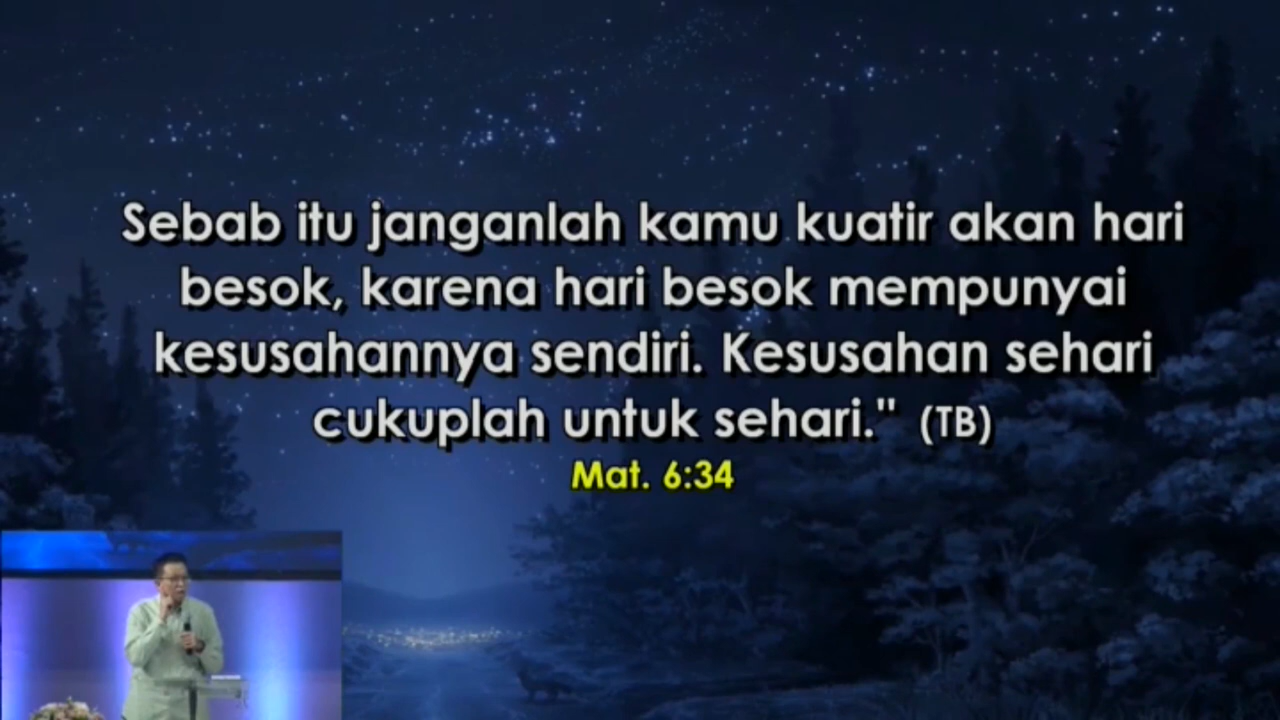 Sebab itu janganlah kamu kuatir akan hari
besok, karena hari besok mempunyai
kesusahannya sendiri. Kesusahan sehari
cukuplah untuk sehari." (TB)
Mat. 6:34